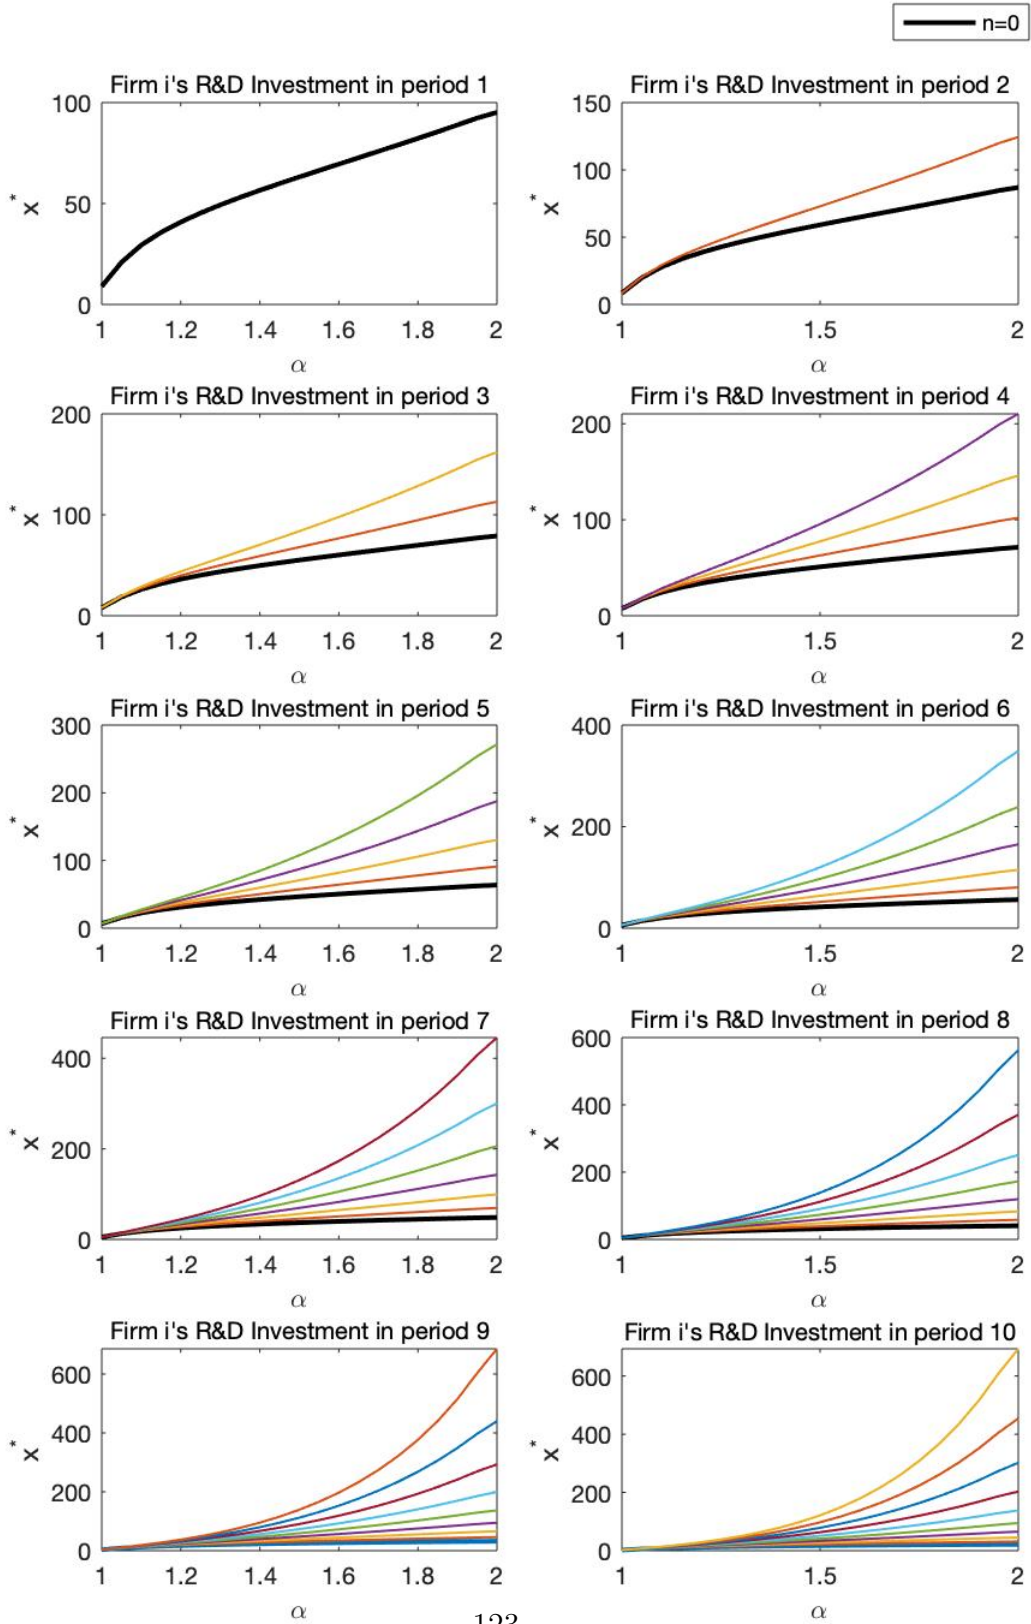 n=0
Firm i's R&D Investment in period 1
100
50
0
x*
1 1.2 1.4 1.6 1.8 2
α
Firm i's R&D Investment in period 2
150
100
50
0
x*
1 1.5 2
α
Firm i's R&D Investment in period 3
200
100
0
x*
1 1.2 1.4 1.6 1.8 2
α
Firm i's R&D Investment in period 4
200
100
0
x*
1 1.5 2
α
Firm i's R&D Investment in period 5
300
200
100
0
x*
1 1.2 1.4 1.6 1.8 2
α
Firm i's R&D Investment in period 6
400
200
0
x*
1 1.5 2
α
Firm i's R&D Investment in period 7
400
200
0
x*
1 1.2 1.4 1.6 1.8 2
α
Firm i's R&D Investment in period 8
600
400
200
0
x*
1 1.5 2
α
Firm i's R&D Investment in period 9
600
400
200
0
x*
1 1.2 1.4 1.6 1.8 2
α
Firm i's R&D Investment in period 10
600
400
200
0
x*
1 1.5 2
α
123